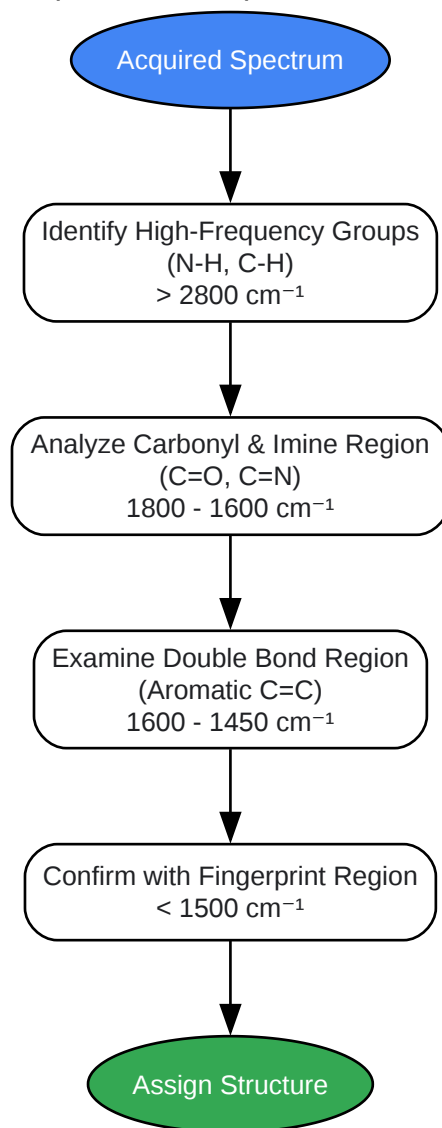 Acquired Spectrum
Identify High-Frequency Groups
(N-H, C-H)
> 2800 cm⁻¹
Analyze Carbonyl & Imine Region
(C=O, C=N)
1800 - 1600 cm⁻¹
Examine Double Bond Region
(Aromatic C=C)
1600 - 1450 cm⁻¹
Confirm with Fingerprint Region
< 1500 cm⁻¹
Assign Structure